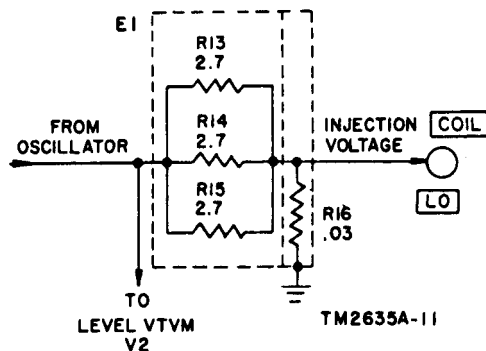 E1
R13
2.7
R14
2.7
R15
2.7
FROM
OSCILLATOR
INJECTION
VOLTAGE
COIL
LO
R16
.03
TO
LEVEL VTVM
V2
TM2635A-11